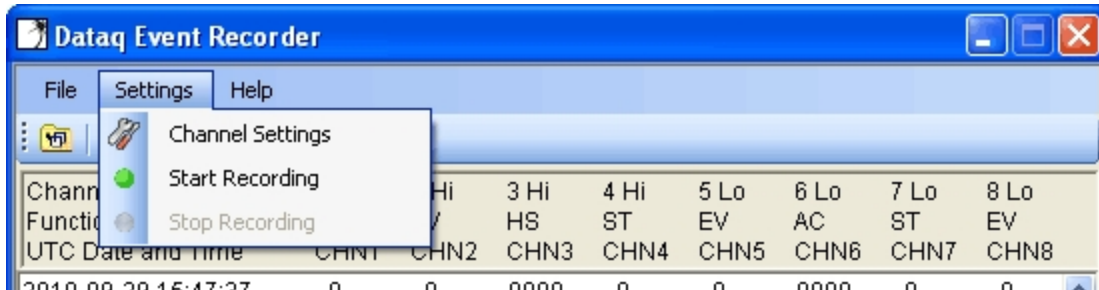 Dataq Event Recorder
File Settings Help
Channel Settings
Start Recording
Stop Recording
Hi 3 Hi 4 Hi 5 Lo 6 Lo 7 Lo 8 Lo
HS ST EV AC ST EV
UTC Date and Time CHN1 CHN2 CHN3 CHN4 CHN5 CHN6 CHN7 CHN8